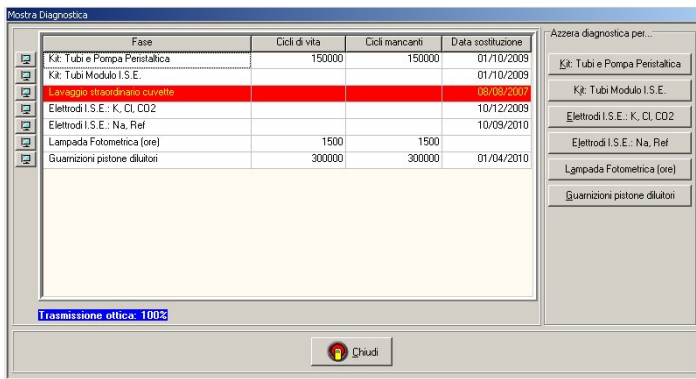 Mostra Diagnostica
Fase Cicli di vita Cicli mancanti Data sostituzione
Kit: Tubi e Pompa Peristaltica 150000 150000 01/10/2009
Kit: Tubi Modulo I.S.E. 01/10/2009
Lavaggio straordinario cuvette 08/08/2007
Elettrodi I.S.E.: K, Cl, CO2 10/12/2009
Elettrodi I.S.E.: Na, Ref 10/09/2010
Lampada Fotometrica (ore) 1500 1500
Guarnizioni pistone diluitori 300000 300000 01/04/2010
Trasmissione ottica: 100%
Azzera diagnostica per...
Kit: Tubi e Pompa Peristaltica
Kit: Tubi Modulo I.S.E.
Elettrodi I.S.E.: K, Cl, CO2
Elettrodi I.S.E.: Na, Ref
Lampada Fotometrica (ore)
Guarnizioni pistone diluitori
Chiudi